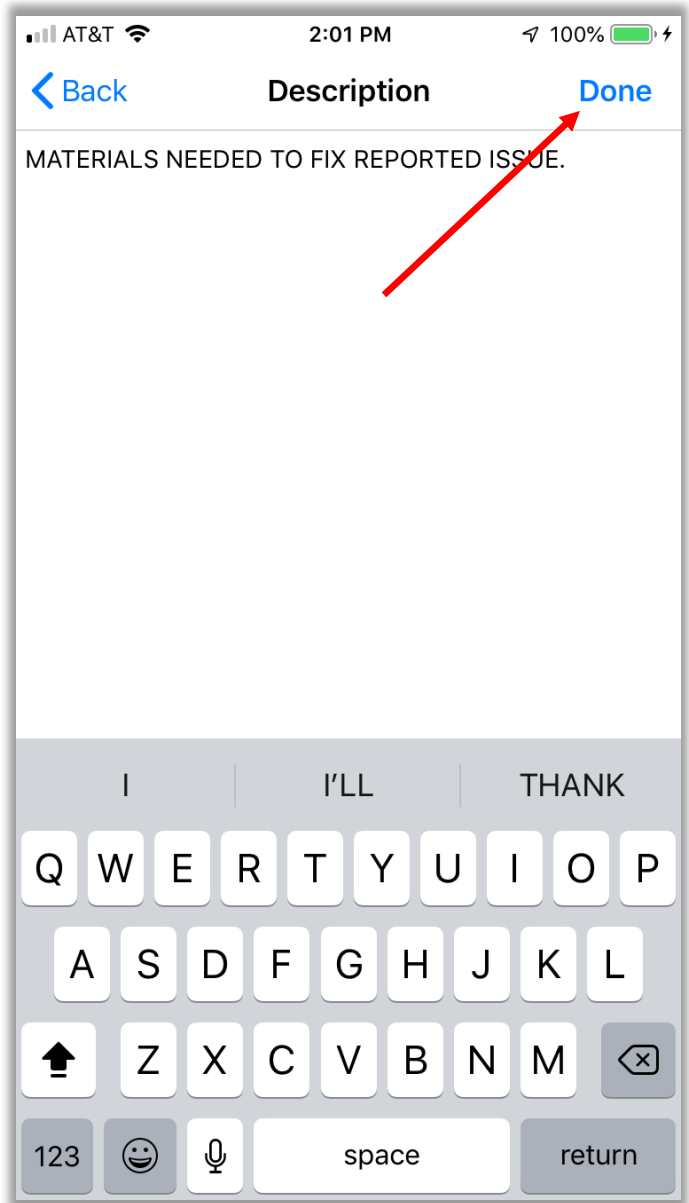 AT&T 2:01 PM 100%
Back Description Done
MATERIALS NEEDED TO FIX REPORTED ISSUE.
I I'LL THANK
Q W E R T Y U I O P
A S D F G H J K L
Z X C V B N M
123 space return